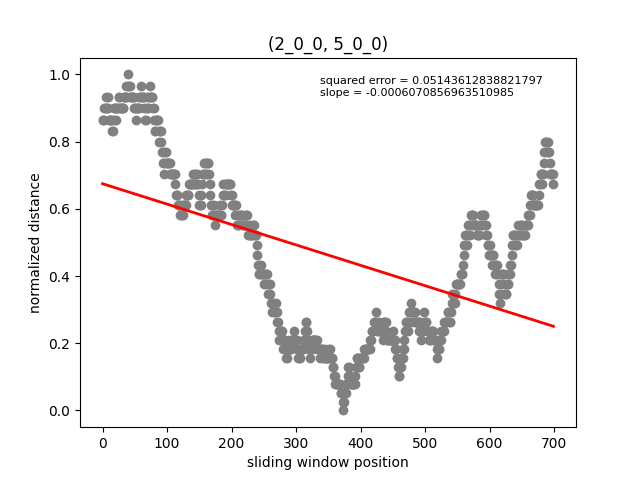 (2_0_0, 5_0_0)
squared error = 0.05143612838821797
slope = -0.0006070856963510985
1.0
0.8
0.6
0.4
0.2
0.0
normalized distance
0 100 200 300 400 500 600 700
sliding window position